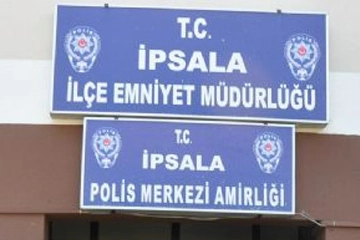 T.C.
İPSALA
İLÇE EMNİYET MÜDÜRLÜĞÜ
T.C.
İPSALA
POLİS MERKEZİ AMİRLİĞİ